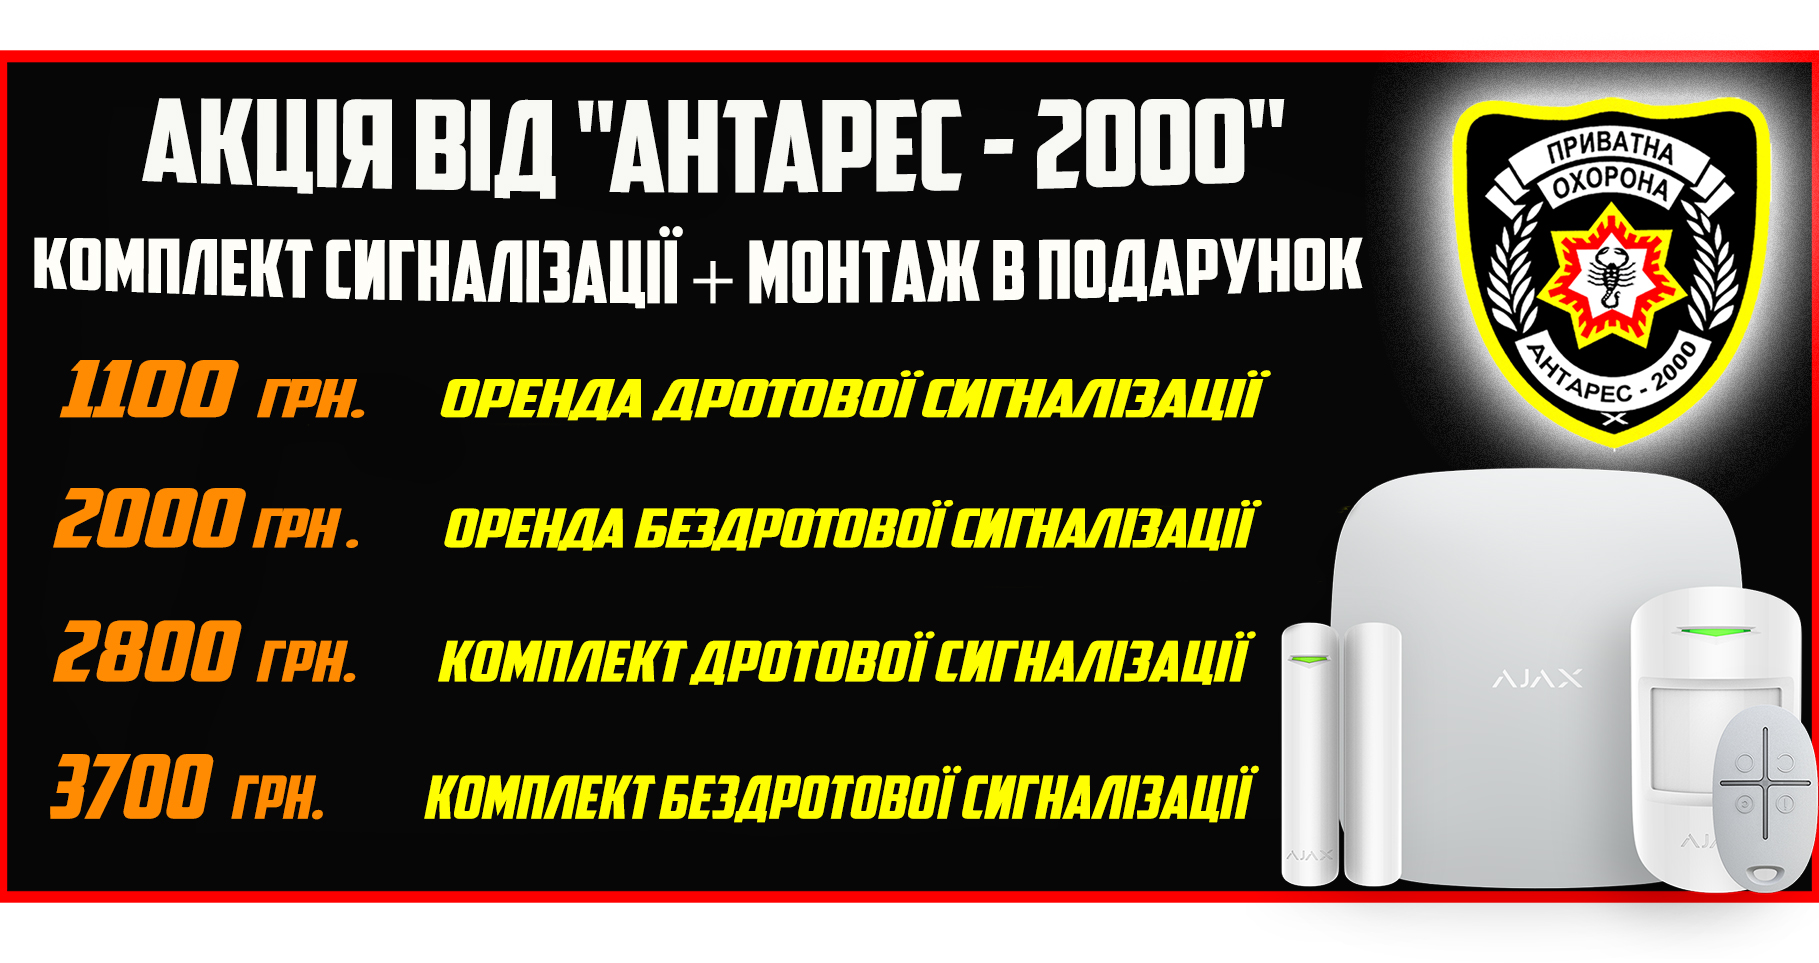 АКЦІЯ ВІД "АНТАРЕС - 2000"
КОМПЛЕКТ СИГНАЛІЗАЦІЇ + МОНТАЖ В ПОДАРУНОК
ПРИВАТНА
ОХОРОНА
АНТАРЕС - 2000
1100 ГРН. ОРЕНДА ДРОТОВОЇ СИГНАЛІЗАЦІЇ
2000 ГРН. ОРЕНДА БЕЗДРОТОВОЇ СИГНАЛІЗАЦІЇ
2800 ГРН. КОМПЛЕКТ ДРОТОВОЇ СИГНАЛІЗАЦІЇ
3700 ГРН. КОМПЛЕКТ БЕЗДРОТОВОЇ СИГНАЛІЗАЦІЇ
AJAX
AJAX